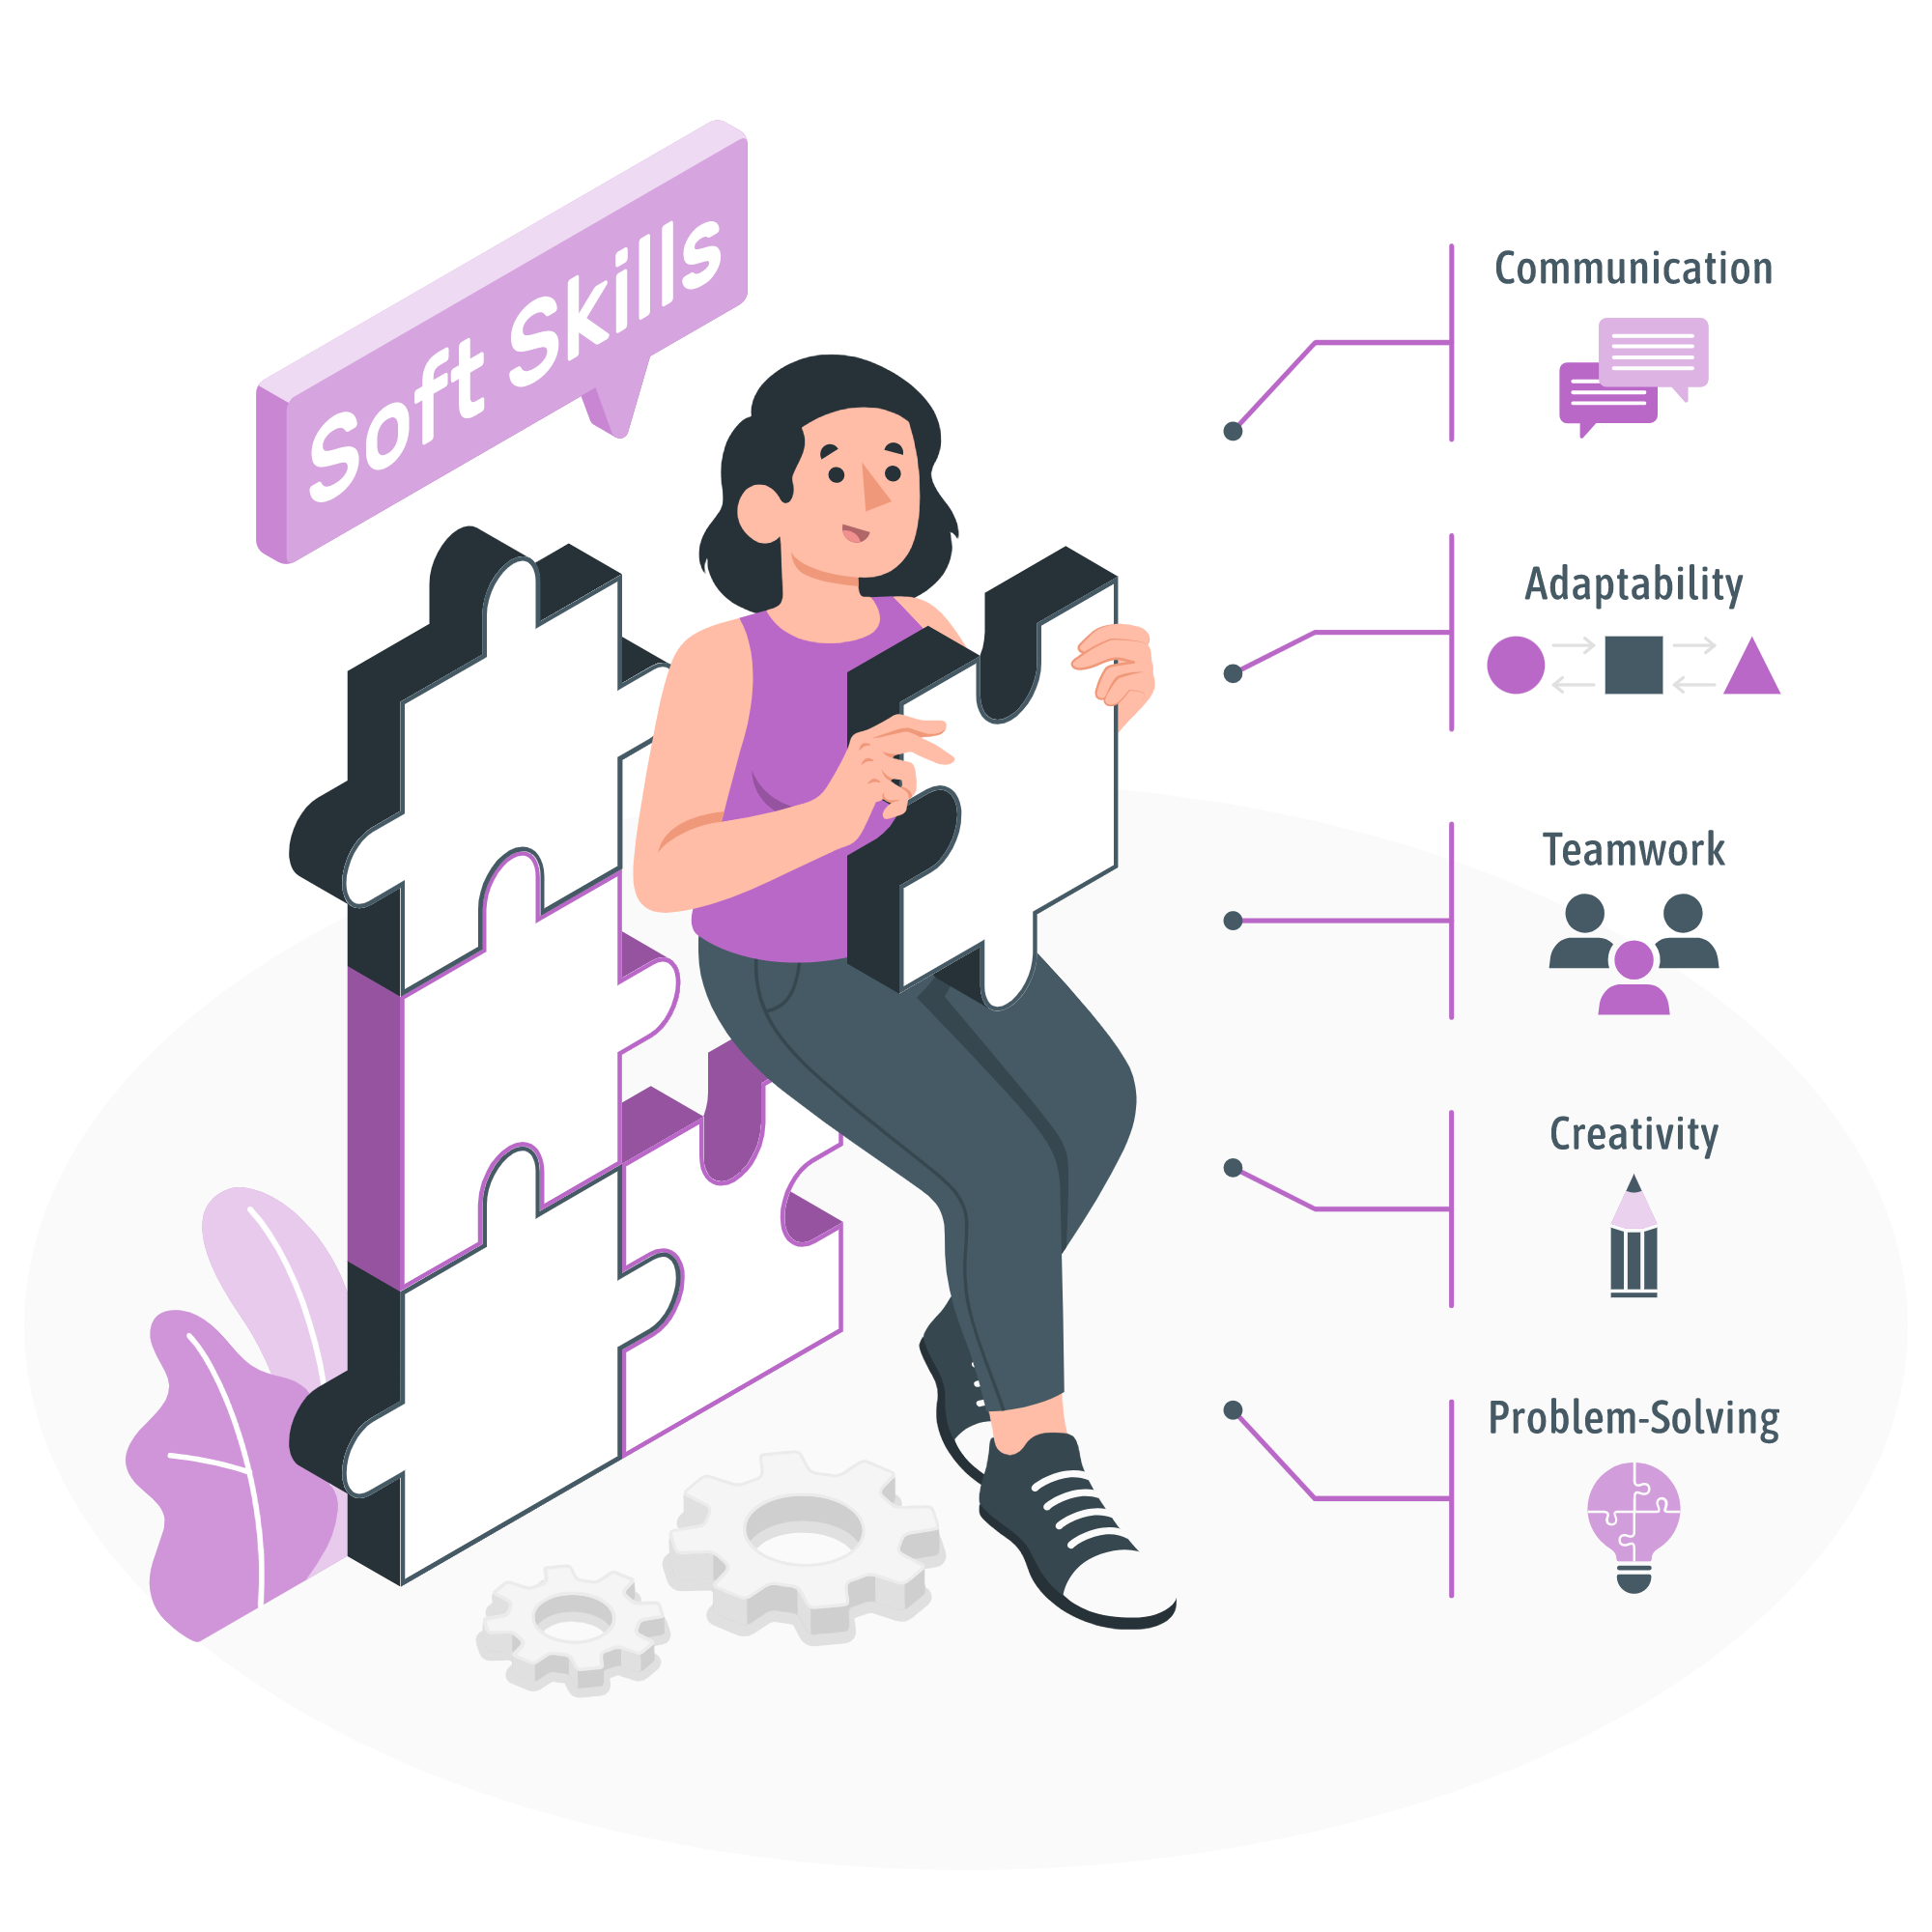 Soft Skills
Communication
Adaptability
Teamwork
Creativity
Problem-Solving